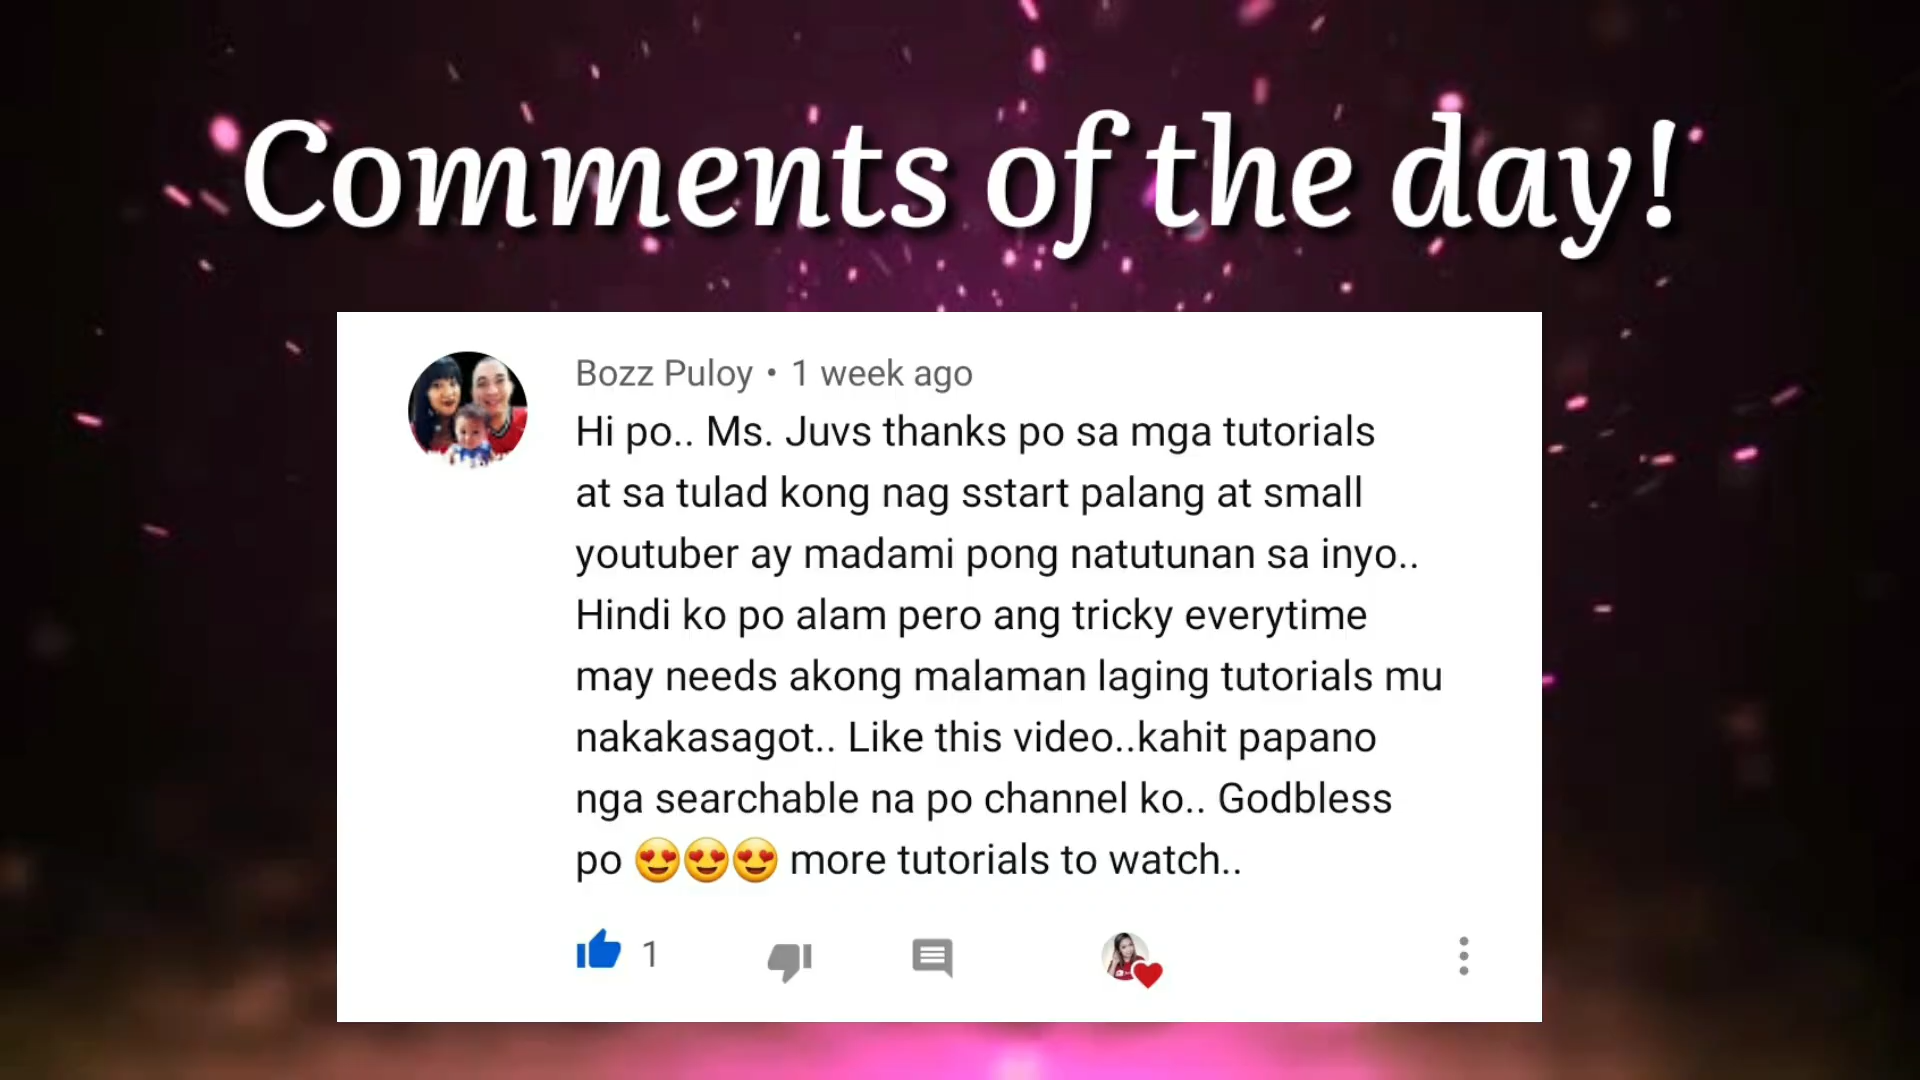 Comments of the day!
Bozz Puloy • 1 week ago
Hi po.. Ms. Juvs thanks po sa mga tutorials
at sa tulad kong nag sstart palang at small
youtuber ay madami pong natutunan sa inyo..
Hindi ko po alam pero ang tricky everytime
may needs akong malaman laging tutorials mu
nakakasagot.. Like this video..kahit papano
nga searchable na po channel ko.. Godbless
po 😍😍😍 more tutorials to watch..
1